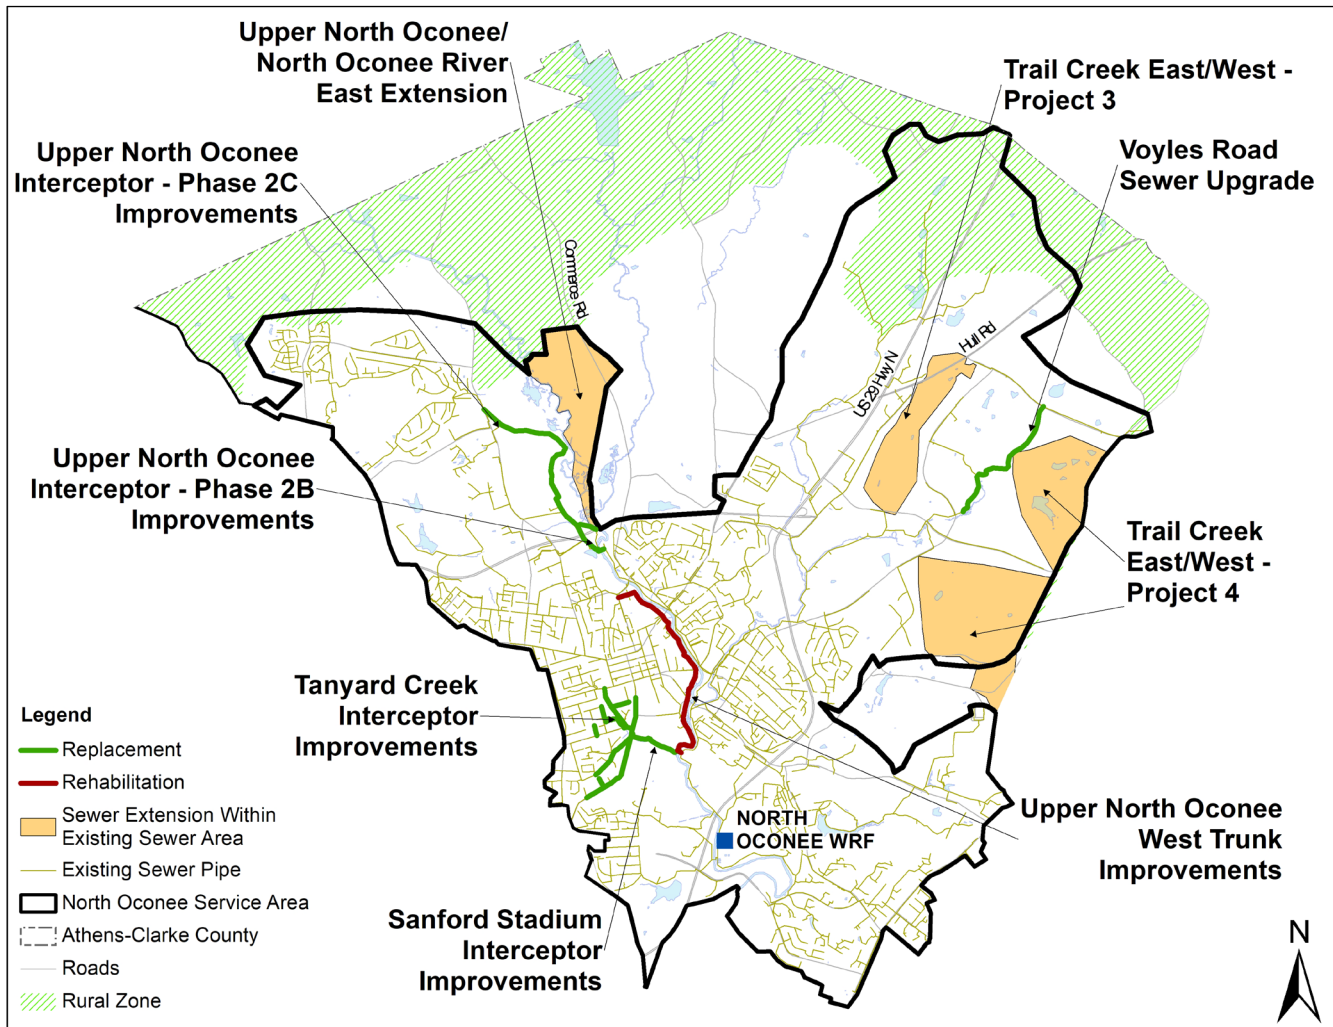 Upper North Oconee/
North Oconee River
East Extension
Trail Creek East/West -
Project 3
Upper North Oconee
Interceptor - Phase 2C
Improvements
Voyles Road
Sewer Upgrade
Commerce Rd
US 29 Hwy N
Hull Rd
Upper North Oconee
Interceptor - Phase 2B
Improvements
Trail Creek
East/West -
Project 4
Tanyard Creek
Interceptor
Improvements
NORTH
OCONEE WRF
Upper North Oconee
West Trunk
Improvements
Sanford Stadium
Interceptor
Improvements
Legend
Replacement
Rehabilitation
Sewer Extension Within
Existing Sewer Area
Existing Sewer Pipe
North Oconee Service Area
Athens-Clarke County
Roads
Rural Zone
N